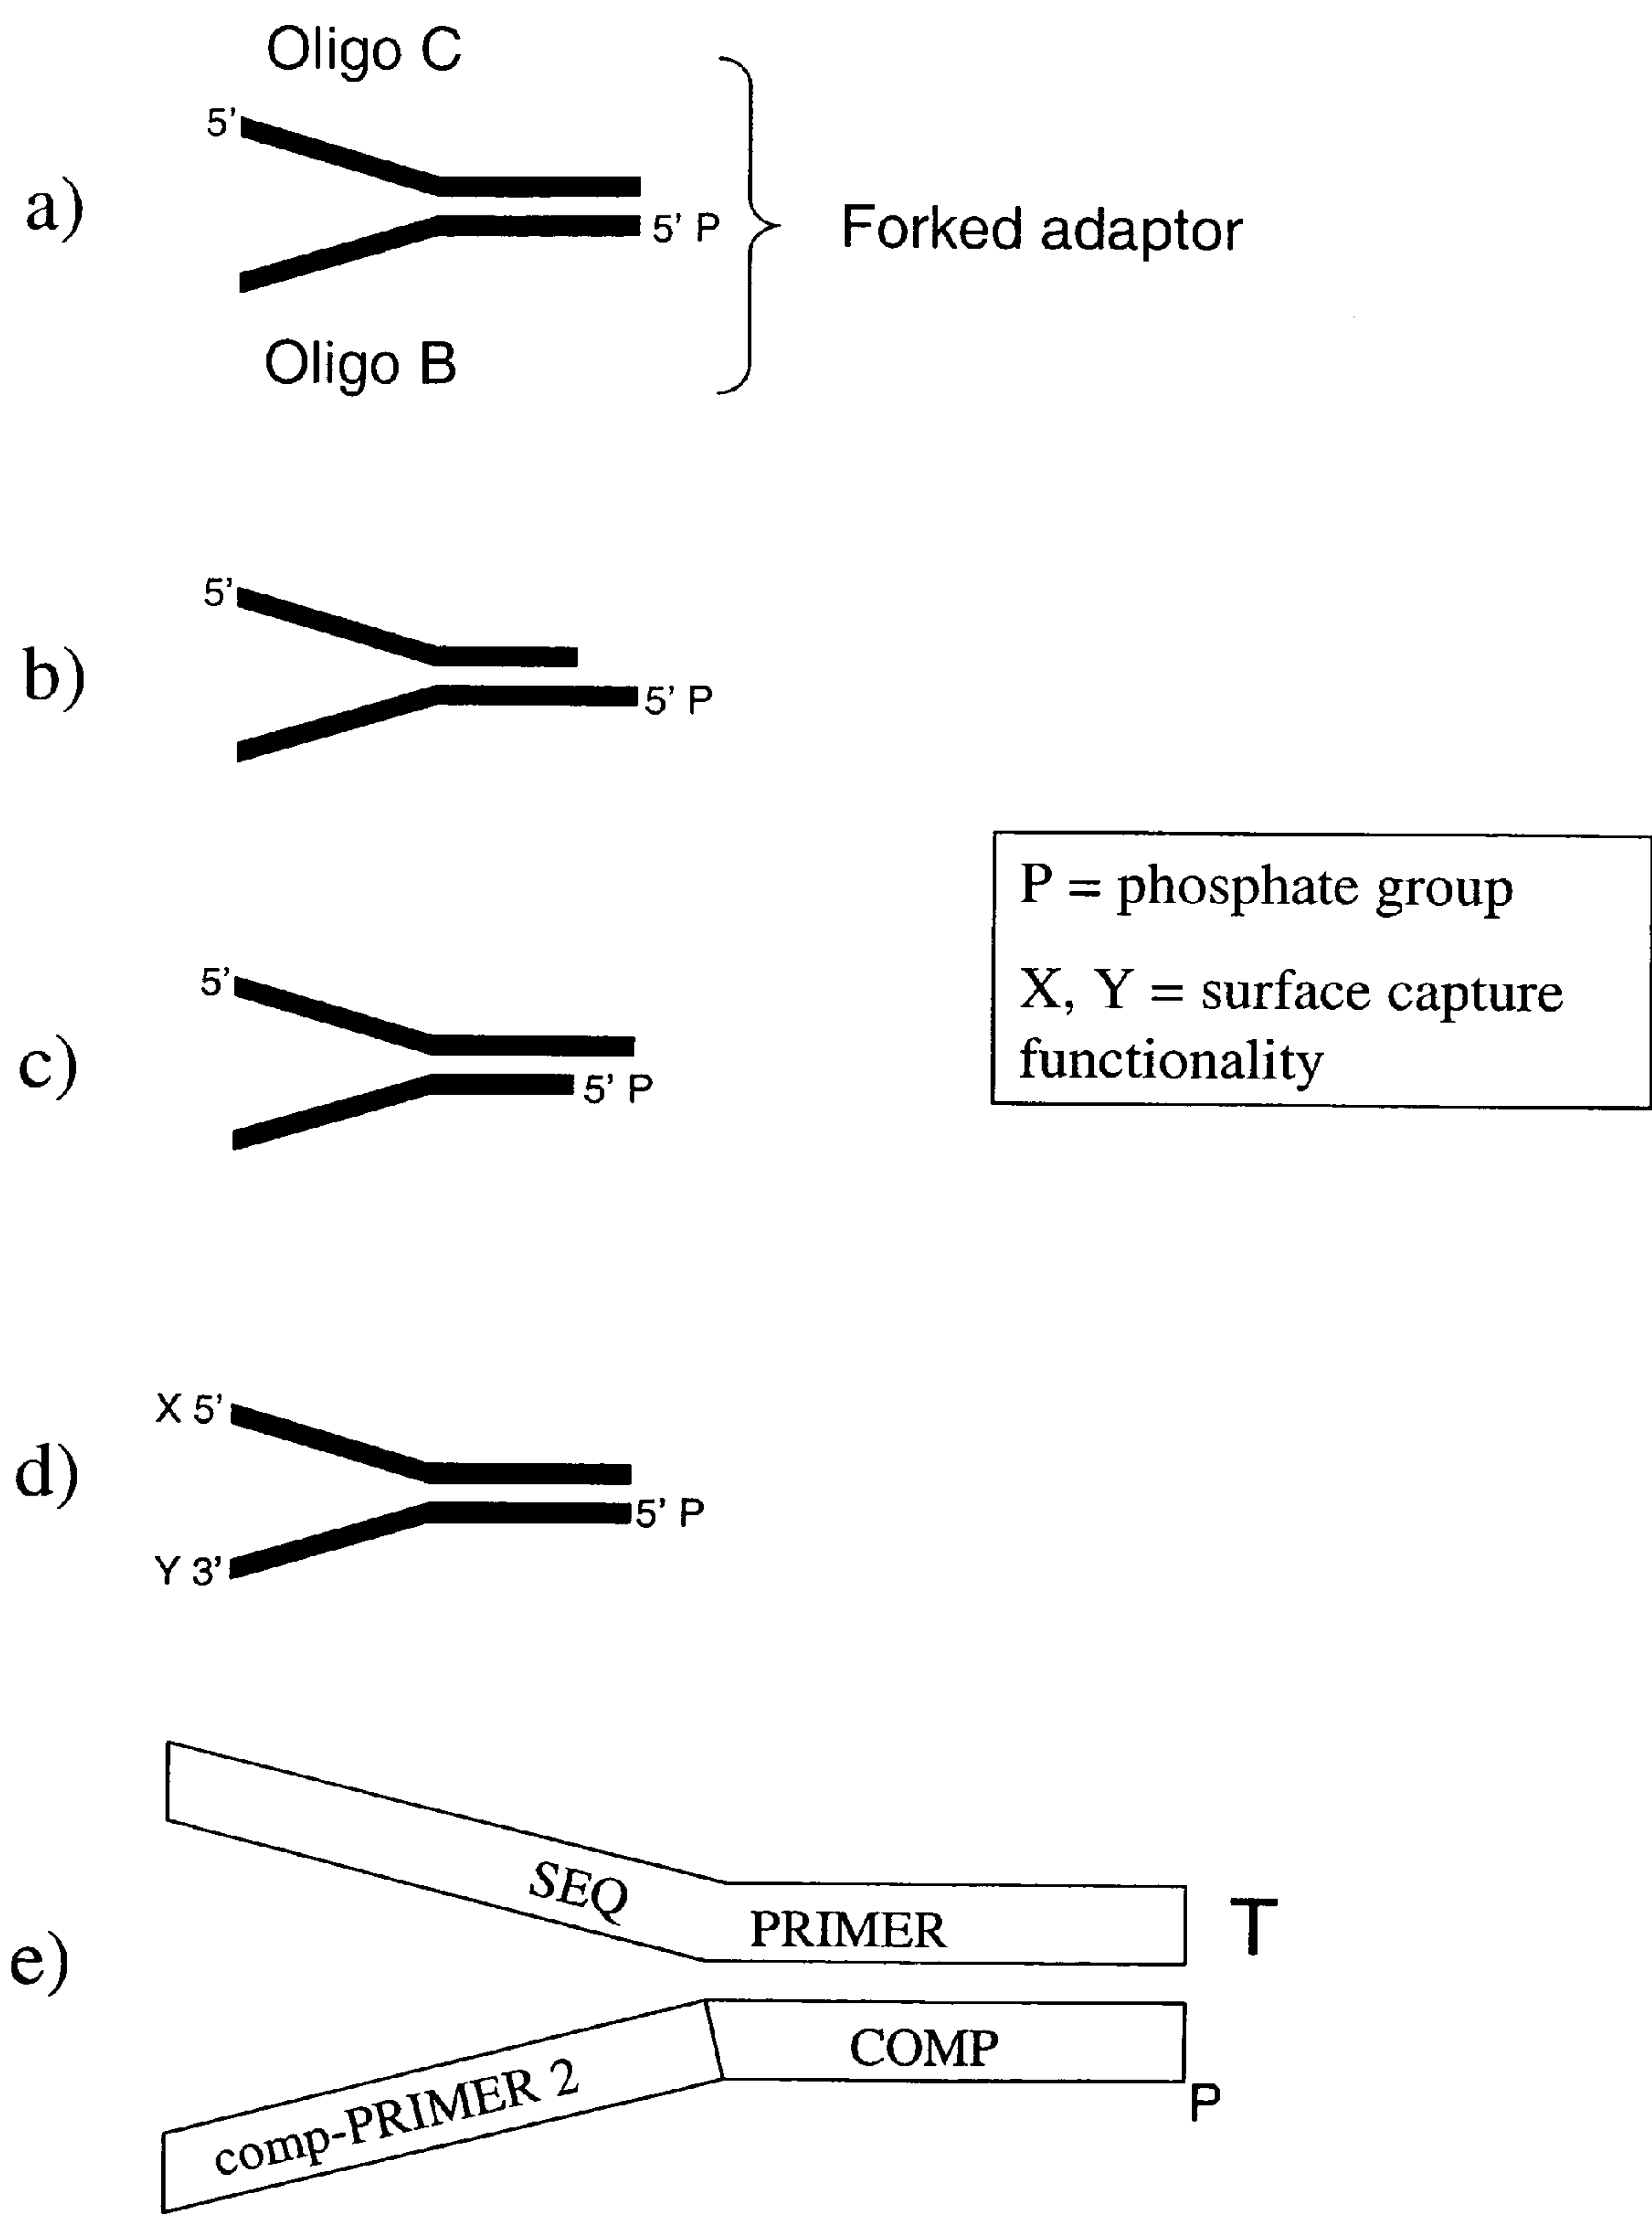 Oligo C
5'
a)
5' P
Forked adaptor
Oligo B
5'
b)
5' P
P = phosphate group
X, Y = surface capture
functionality
5'
c)
5' P
X 5'
d)
5' P
Y 3'
SEQ
PRIMER
T
e)
COMP
comp-PRIMER 2
P